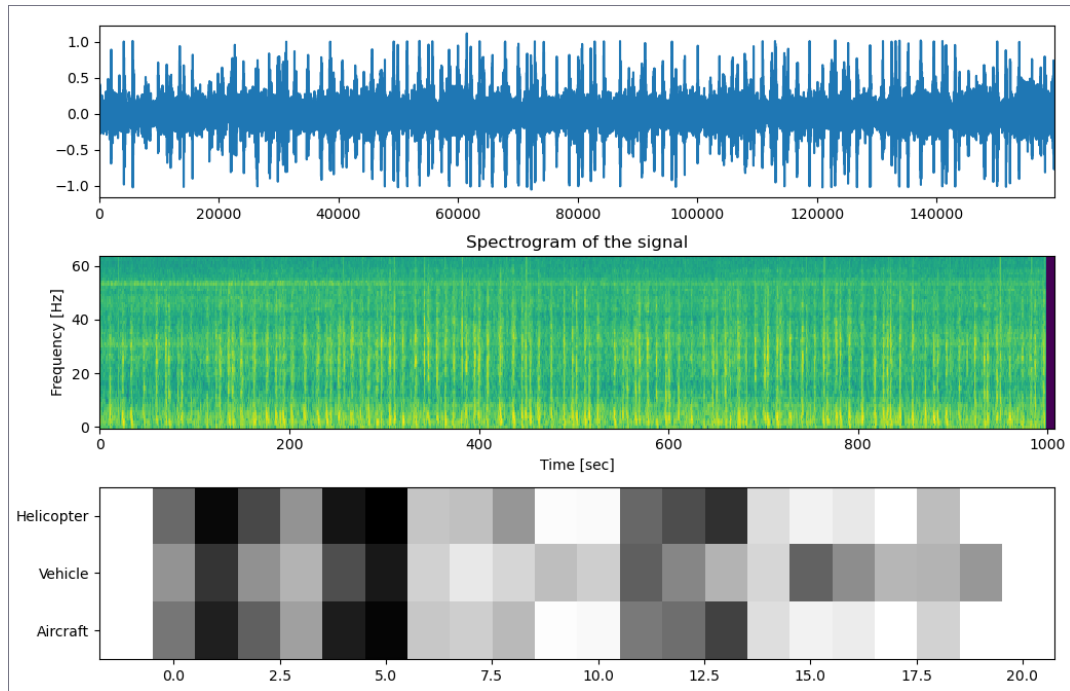 1.0
0.5
0.0
−0.5
−1.0
0 20000 40000 60000 80000 100000 120000 140000
Spectrogram of the signal
60
40
20
0
Frequency [Hz]
0 200 400 600 800 1000
Time [sec]
Helicopter
Vehicle
Aircraft
0.0 2.5 5.0 7.5 10.0 12.5 15.0 17.5 20.0